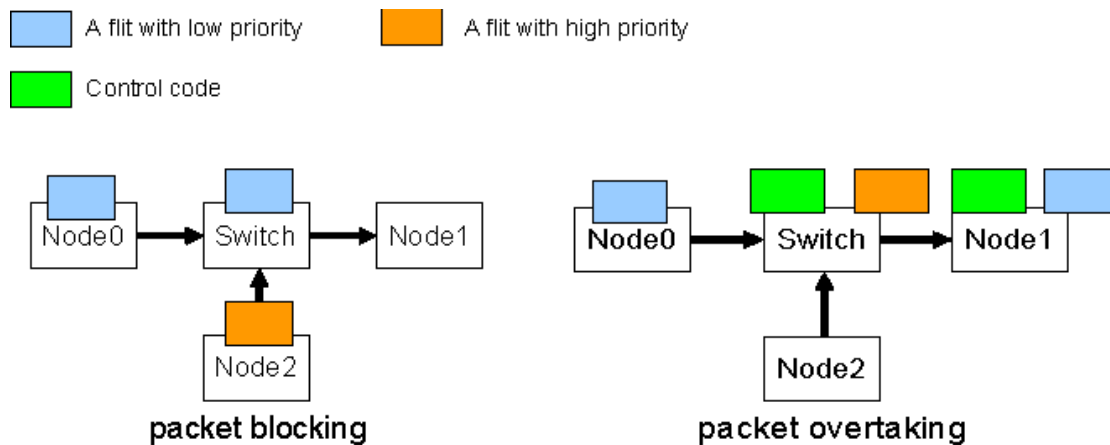 A flit with low priority
A flit with high priority
Control code
Node0
Switch
Node1
Node2
packet blocking
Node0
Switch
Node1
Node2
packet overtaking